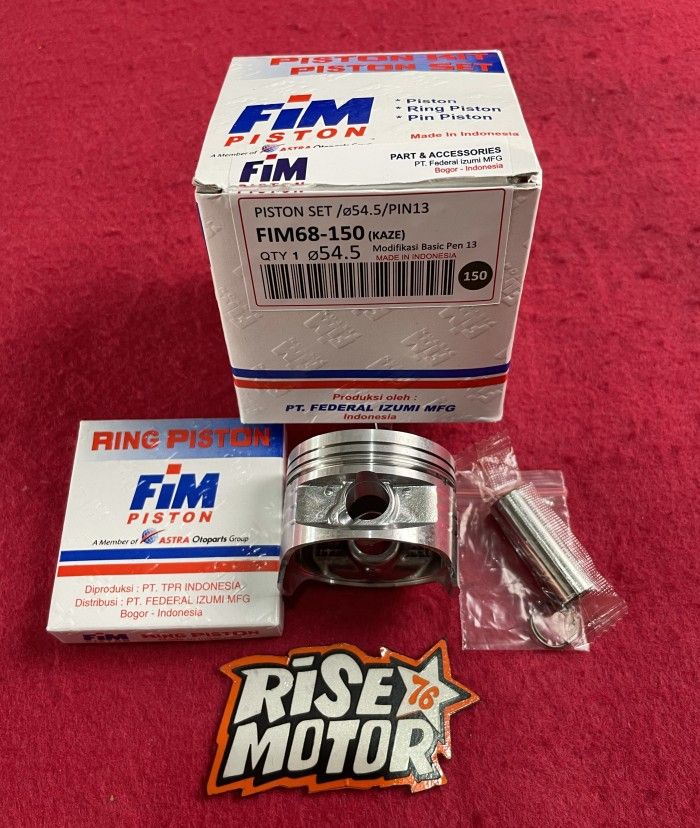 PISTON KIT
PISTON SET
FiM
PISTON
A Member of ASTRA Otoparts Group
* Piston
* Ring Piston
* Pin Piston
Made in Indonesia
FiM
PART & ACCESSORIES
PT. Federal Izumi MFG
Bogor - Indonesia
PISTON SET /ø54.5/PIN13
FIM68-150 (KAZE)
QTY 1 ø54.5 Modifikasi Basic Pen 13
MADE IN INDONESIA
150
Produksi oleh :
PT. FEDERAL IZUMI MFG
Indonesia
RING PISTON
FiM
PISTON
A Member of ASTRA Otoparts Group
Diproduksi : PT. TPR INDONESIA
Distribusi : PT. FEDERAL IZUMI MFG
Bogor - Indonesia
FiM RING PISTON
RiSE 76
MOTOR